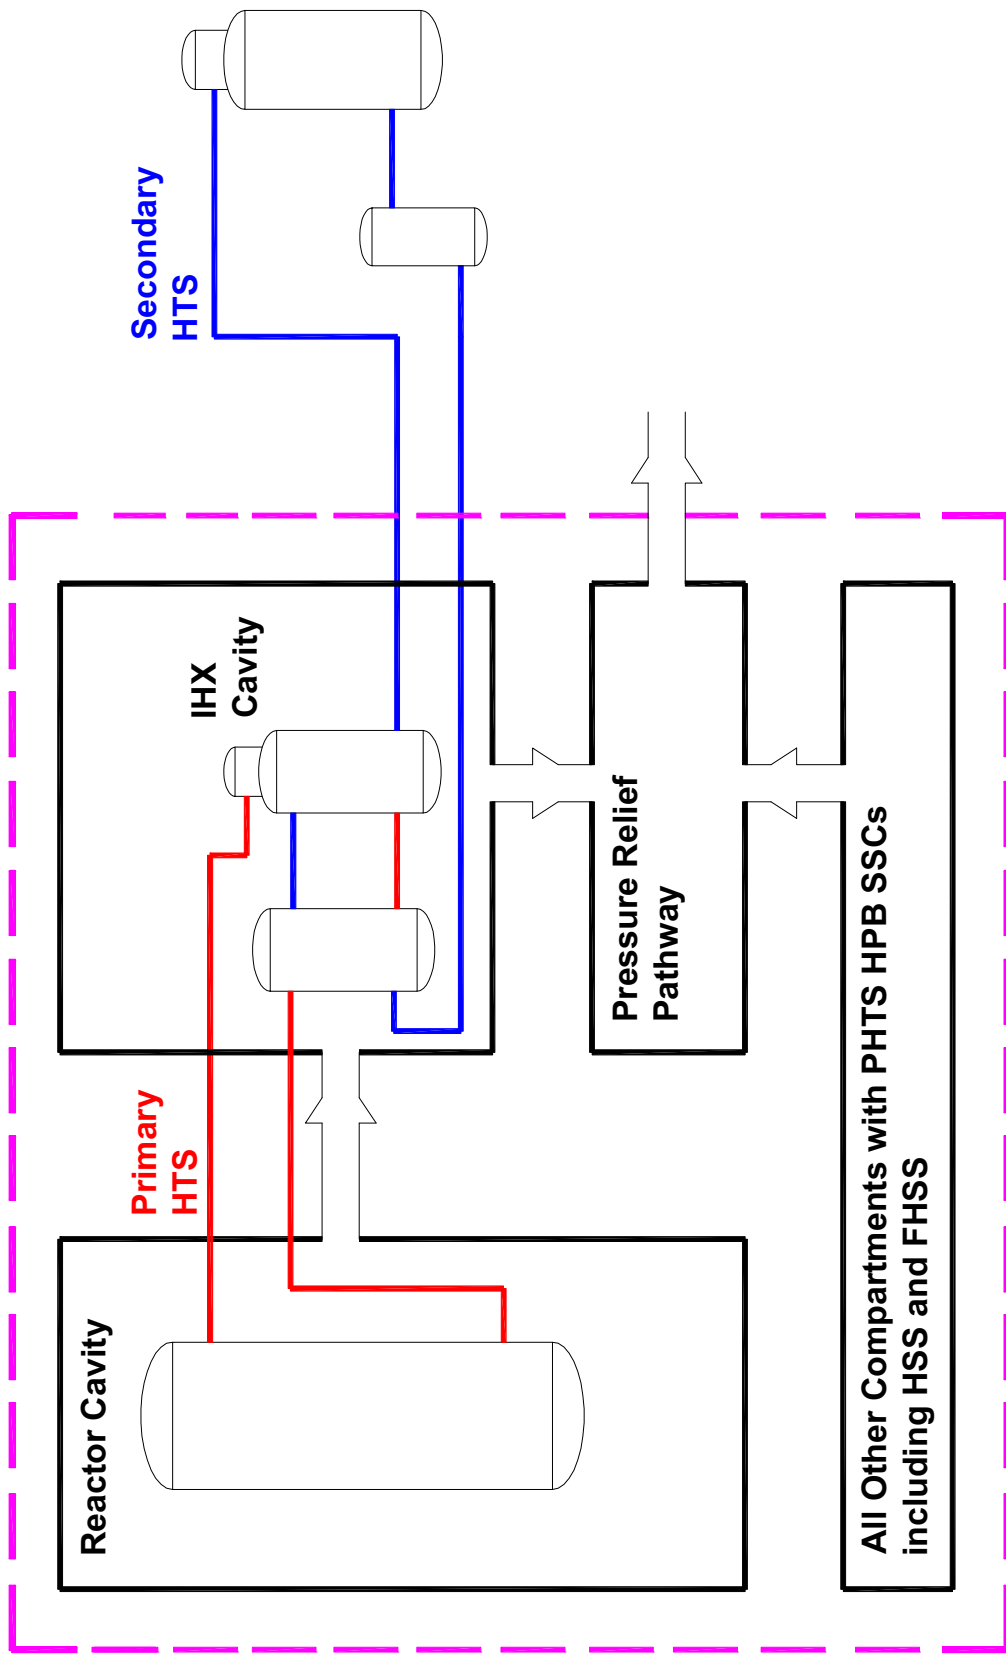 Reactor Cavity
Primary
HTS
IHX
Cavity
Secondary
HTS
Pressure Relief
Pathway
All Other Compartments with PHTS HPB SSCs
including HSS and FHSS